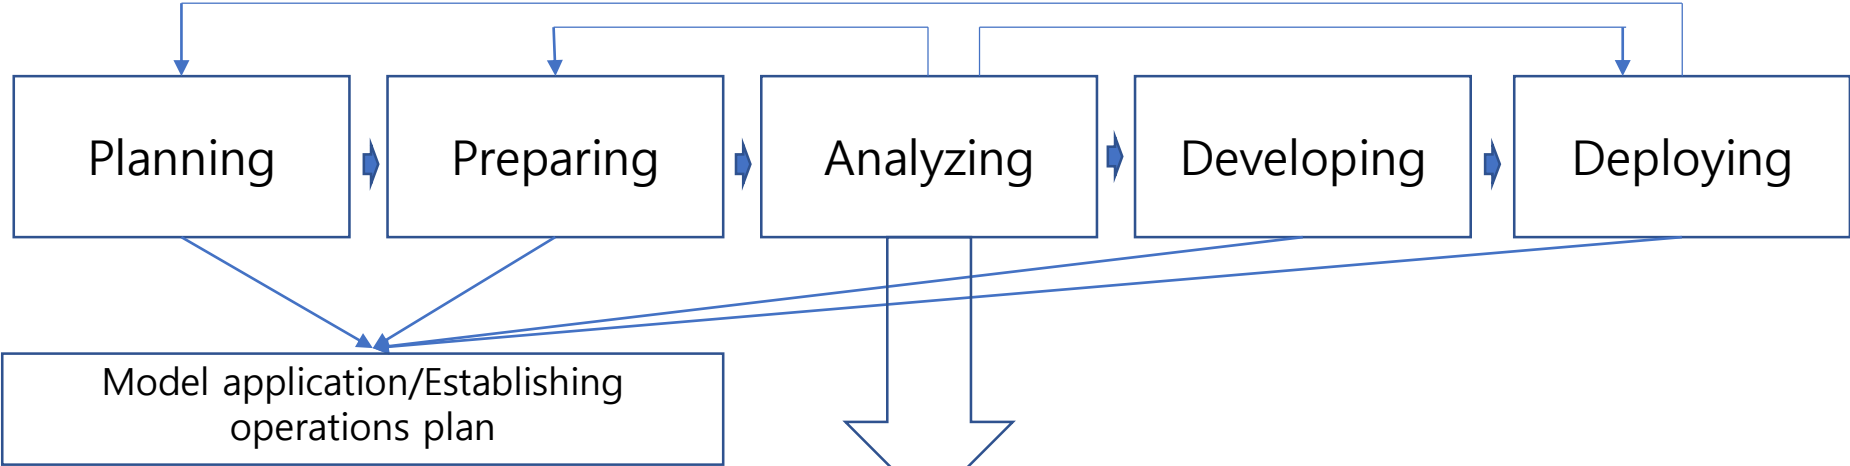 Planning
Preparing
Analyzing
Developing
Deploying
Model application/Establishing
operations plan